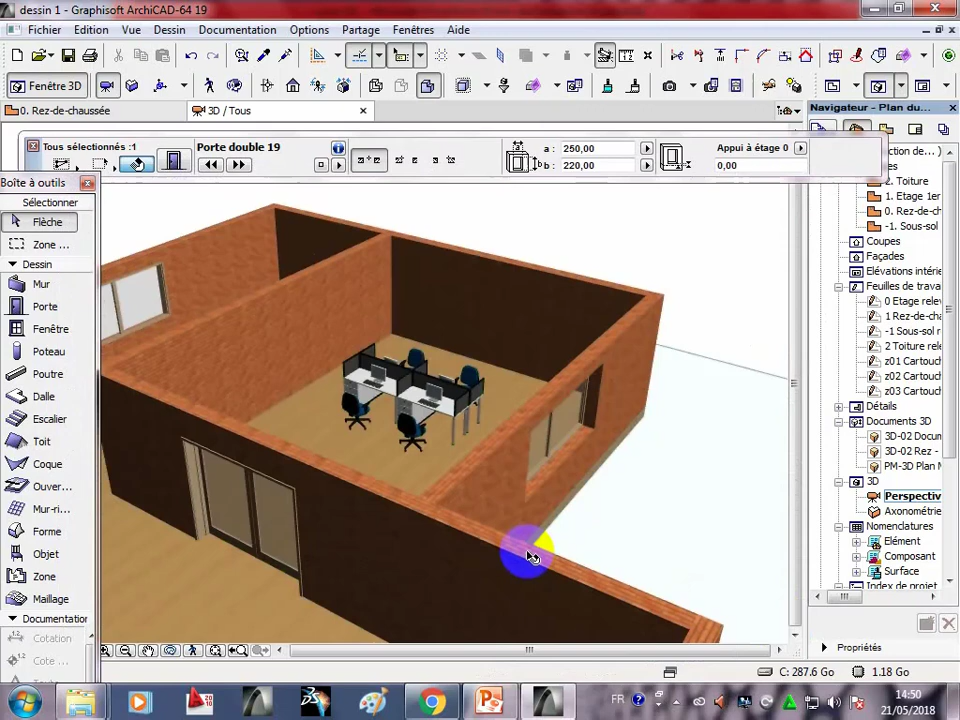 dessin 1 - Graphisoft ArchiCAD-64 19
Fichier Edition Vue Dessin Documentation Options Partage Fenêtres Aide
Fenêtre 3D
0. Rez-de-chaussée
3D / Tous
Navigateur - Plan du...
Tous sélectionnés :1
Porte double 19
a : 250,00
b : 220,00
a
b
Appui à étage 0
0,00
Boîte à outils
Sélectionner
Flèche
Zone ...
Dessin
Mur
Porte
Fenêtre
Poteau
Poutre
Dalle
Escalier
Toit
Coque
Ouver...
Mur-ri...
Forme
Objet
Zone
Maillage
Documentation
Cotation
Cote ...
2. Toiture
1. Etage 1er
0. Rez-de-ch
-1. Sous-sol
Coupes
Façades
Elévations intérie
Feuilles de trava
0 Etage relev
1 Rez-de-cha
-1 Sous-sol r
2 Toiture rele
z01 Cartouch
z02 Cartouch
z03 Cartouch
Détails
Documents 3D
3D-02 Docum
3D-02 Rez -
PM-3D Plan M
3D
Perspectiv
Axonométri
Nomenclatures
Elément
Composant
Surface
Index de projet
Propriétés
C: 287.6 Go
1.18 Go
FR
14:50
21/05/2018